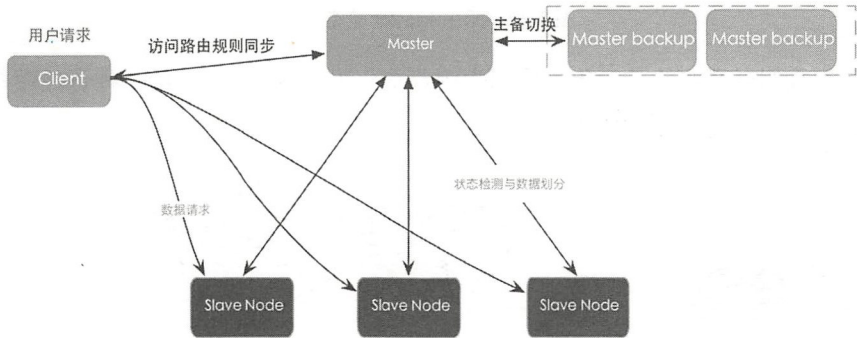 用户请求
Client
访问路由规则同步
Master
主备切换
Master backup
Master backup
数据请求
状态检测与数据划分
Slave Node
Slave Node
Slave Node